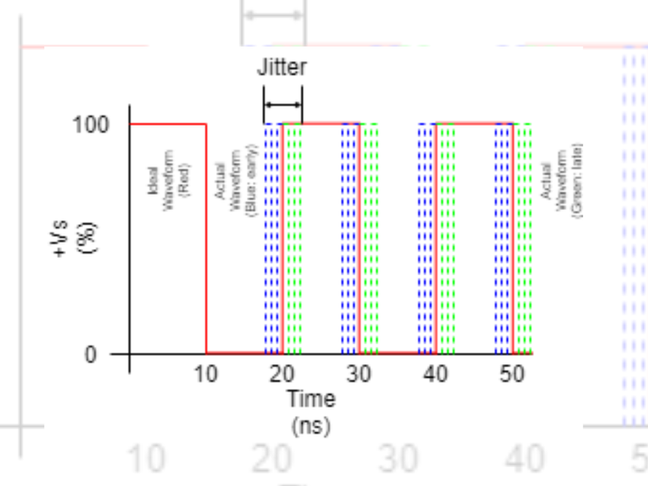 Jitter
100
+Vs
(%)
0
Ideal
Waveform
(Red)
Actual
Waveform
(Blue: early)
Actual
Waveform
(Green: late)
10 20 30 40 50
Time
(ns)
10 20 30 40 5